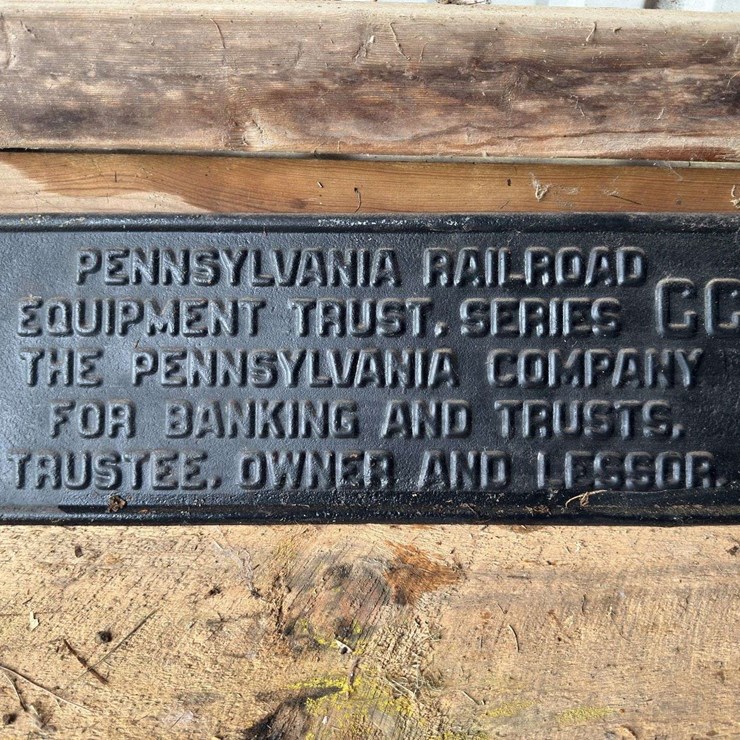 PENNSYLVANIA RAILROAD
EQUIPMENT TRUST, SERIES CC
THE PENNSYLVANIA COMPANY
FOR BANKING AND TRUSTS,
TRUSTEE, OWNER AND LESSOR.